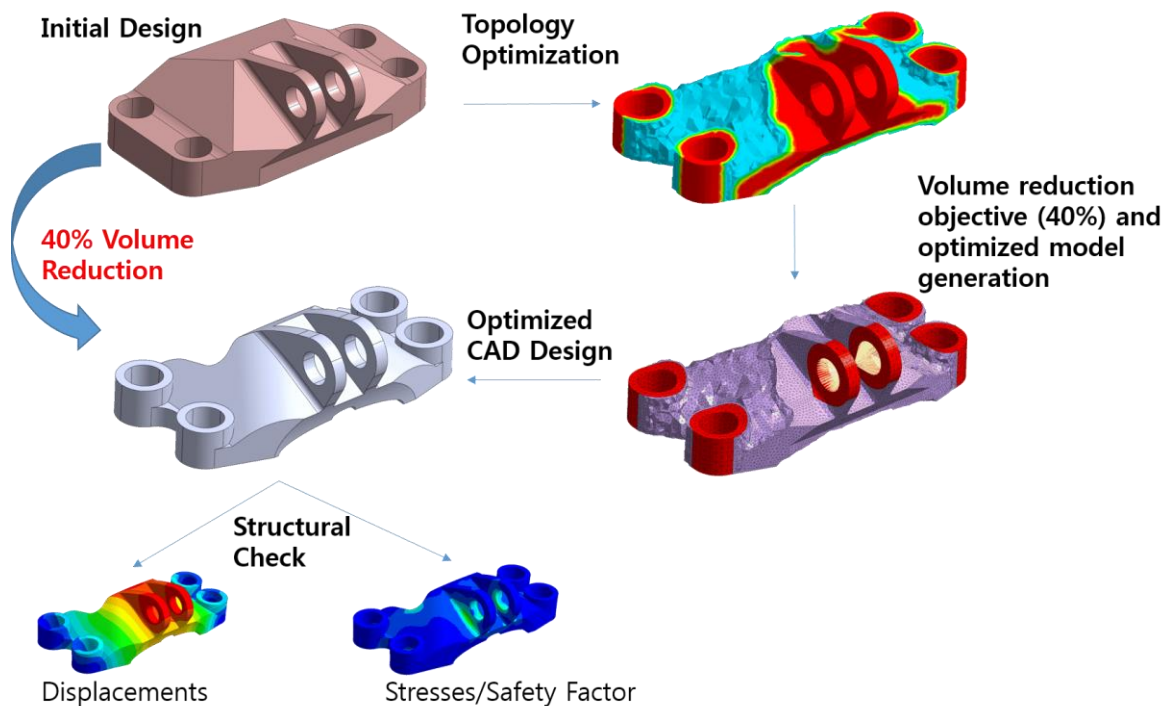 Initial Design
Topology
Optimization
40% Volume
Reduction
Volume reduction
objective (40%) and
optimized model
generation
Optimized
CAD Design
Structural
Check
Displacements
Stresses/Safety Factor